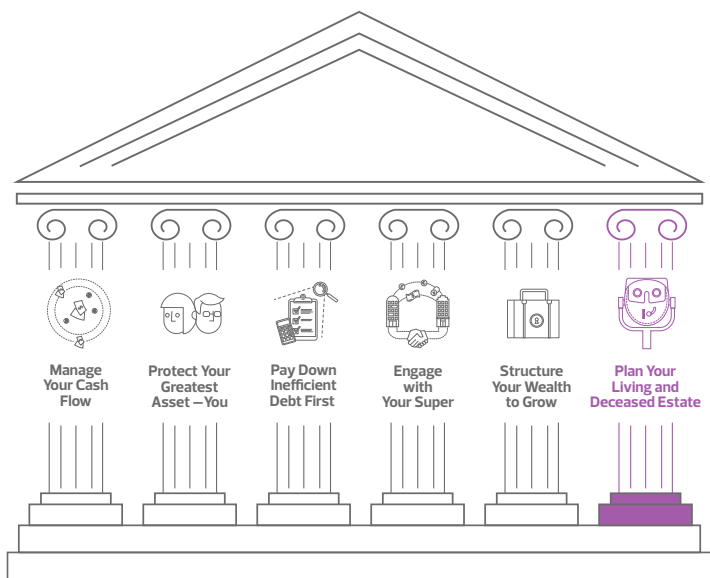 Manage
Your Cash
Flow
Protect Your
Greatest
Asset — You
Pay Down
Inefficient
Debt First
Engage
with
Your Super
Structure
Your Wealth
to Grow
Plan Your
Living and
Deceased Estate